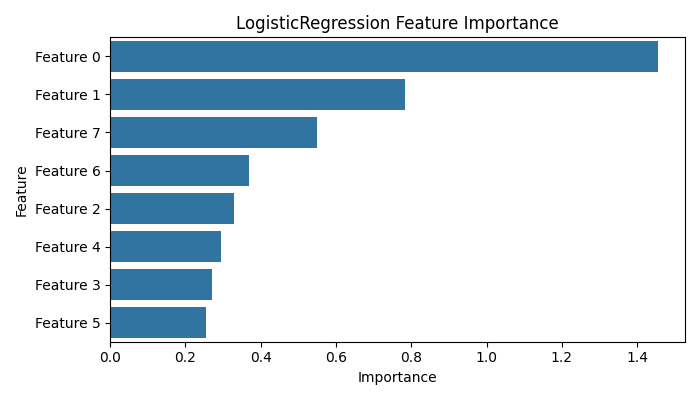 LogisticRegression Feature Importance
Feature 0
Feature 1
Feature 7
Feature 6
Feature 2
Feature 4
Feature 3
Feature 5
Feature
0.0 0.2 0.4 0.6 0.8 1.0 1.2 1.4
Importance